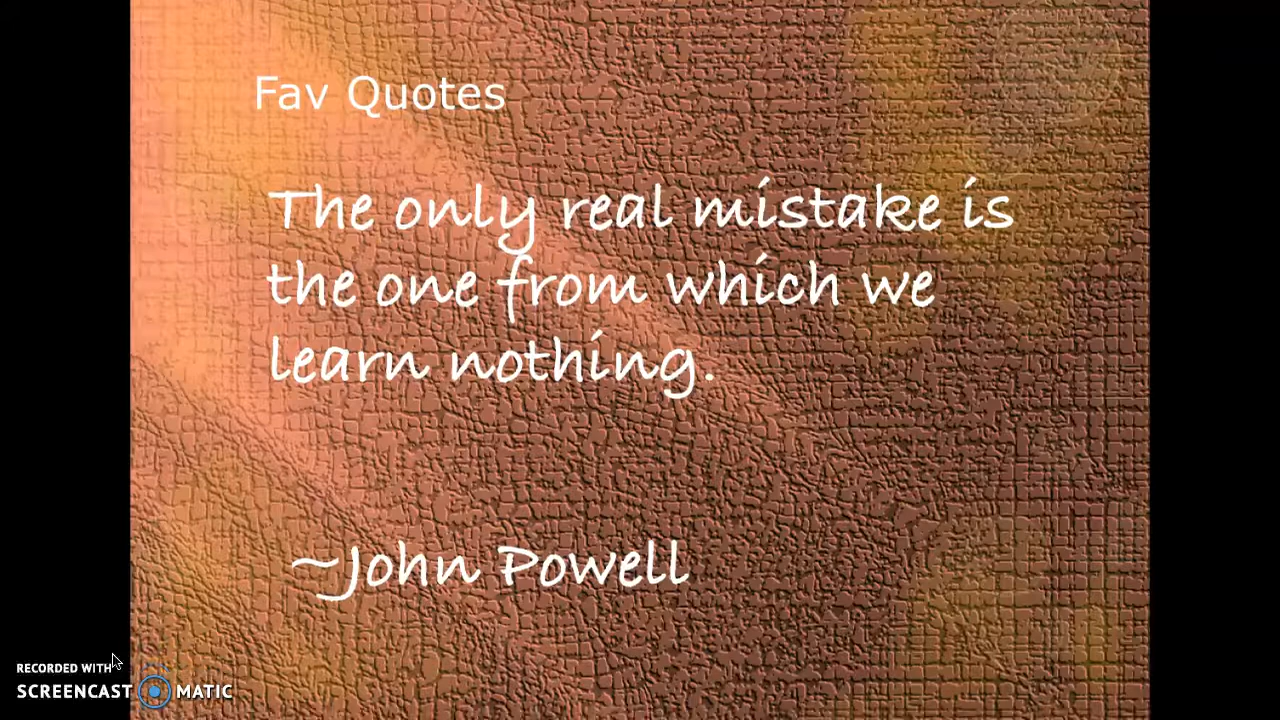 Fav Quotes
The only real mistake is
the one from which we
learn nothing.
~John Powell
RECORDED WITH
SCREENCAST MATIC